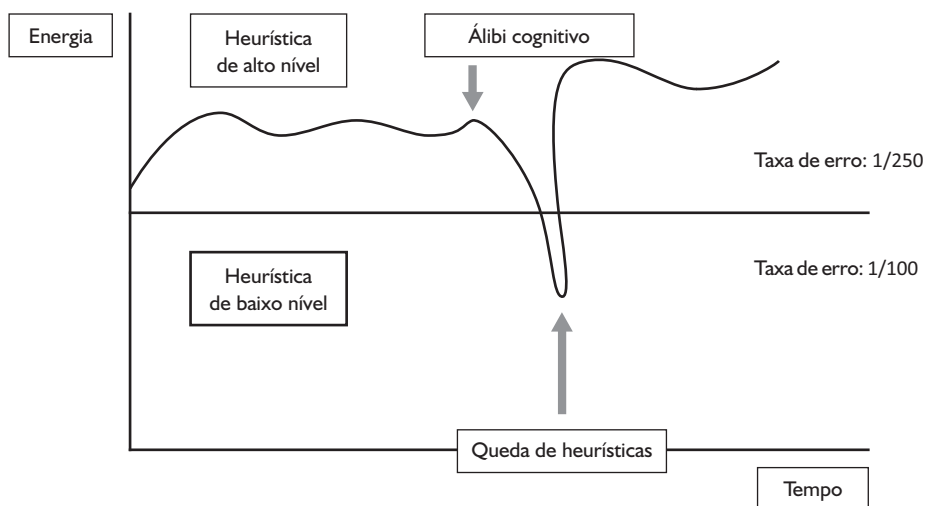 Energia
Heurística
de alto nível
Álibi cognitivo
Taxa de erro: 1/250
Heurística
de baixo nível
Taxa de erro: 1/100
Queda de heurísticas
Tempo